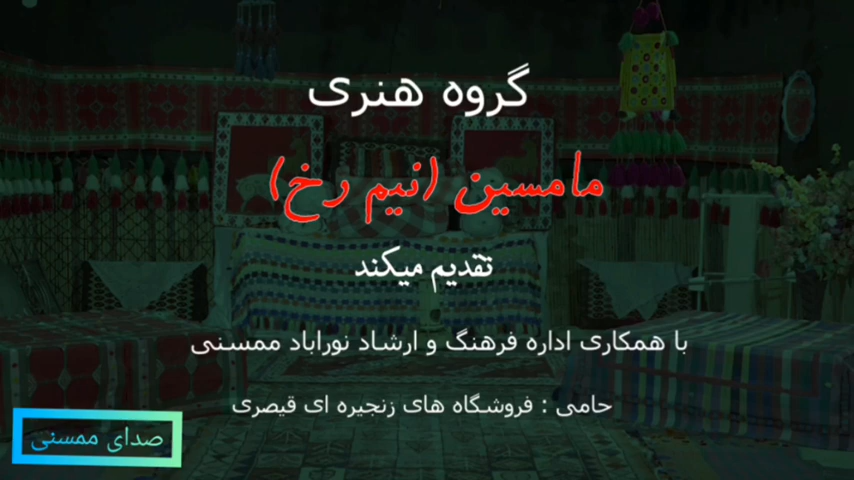 گروه هنری
مامسین (نیم رخ)
تقدیم میکند
با همکاری اداره فرهنگ و ارشاد نوراباد ممسنی
حامی : فروشگاه های زنجیره ای قیصری
صدای ممسنی